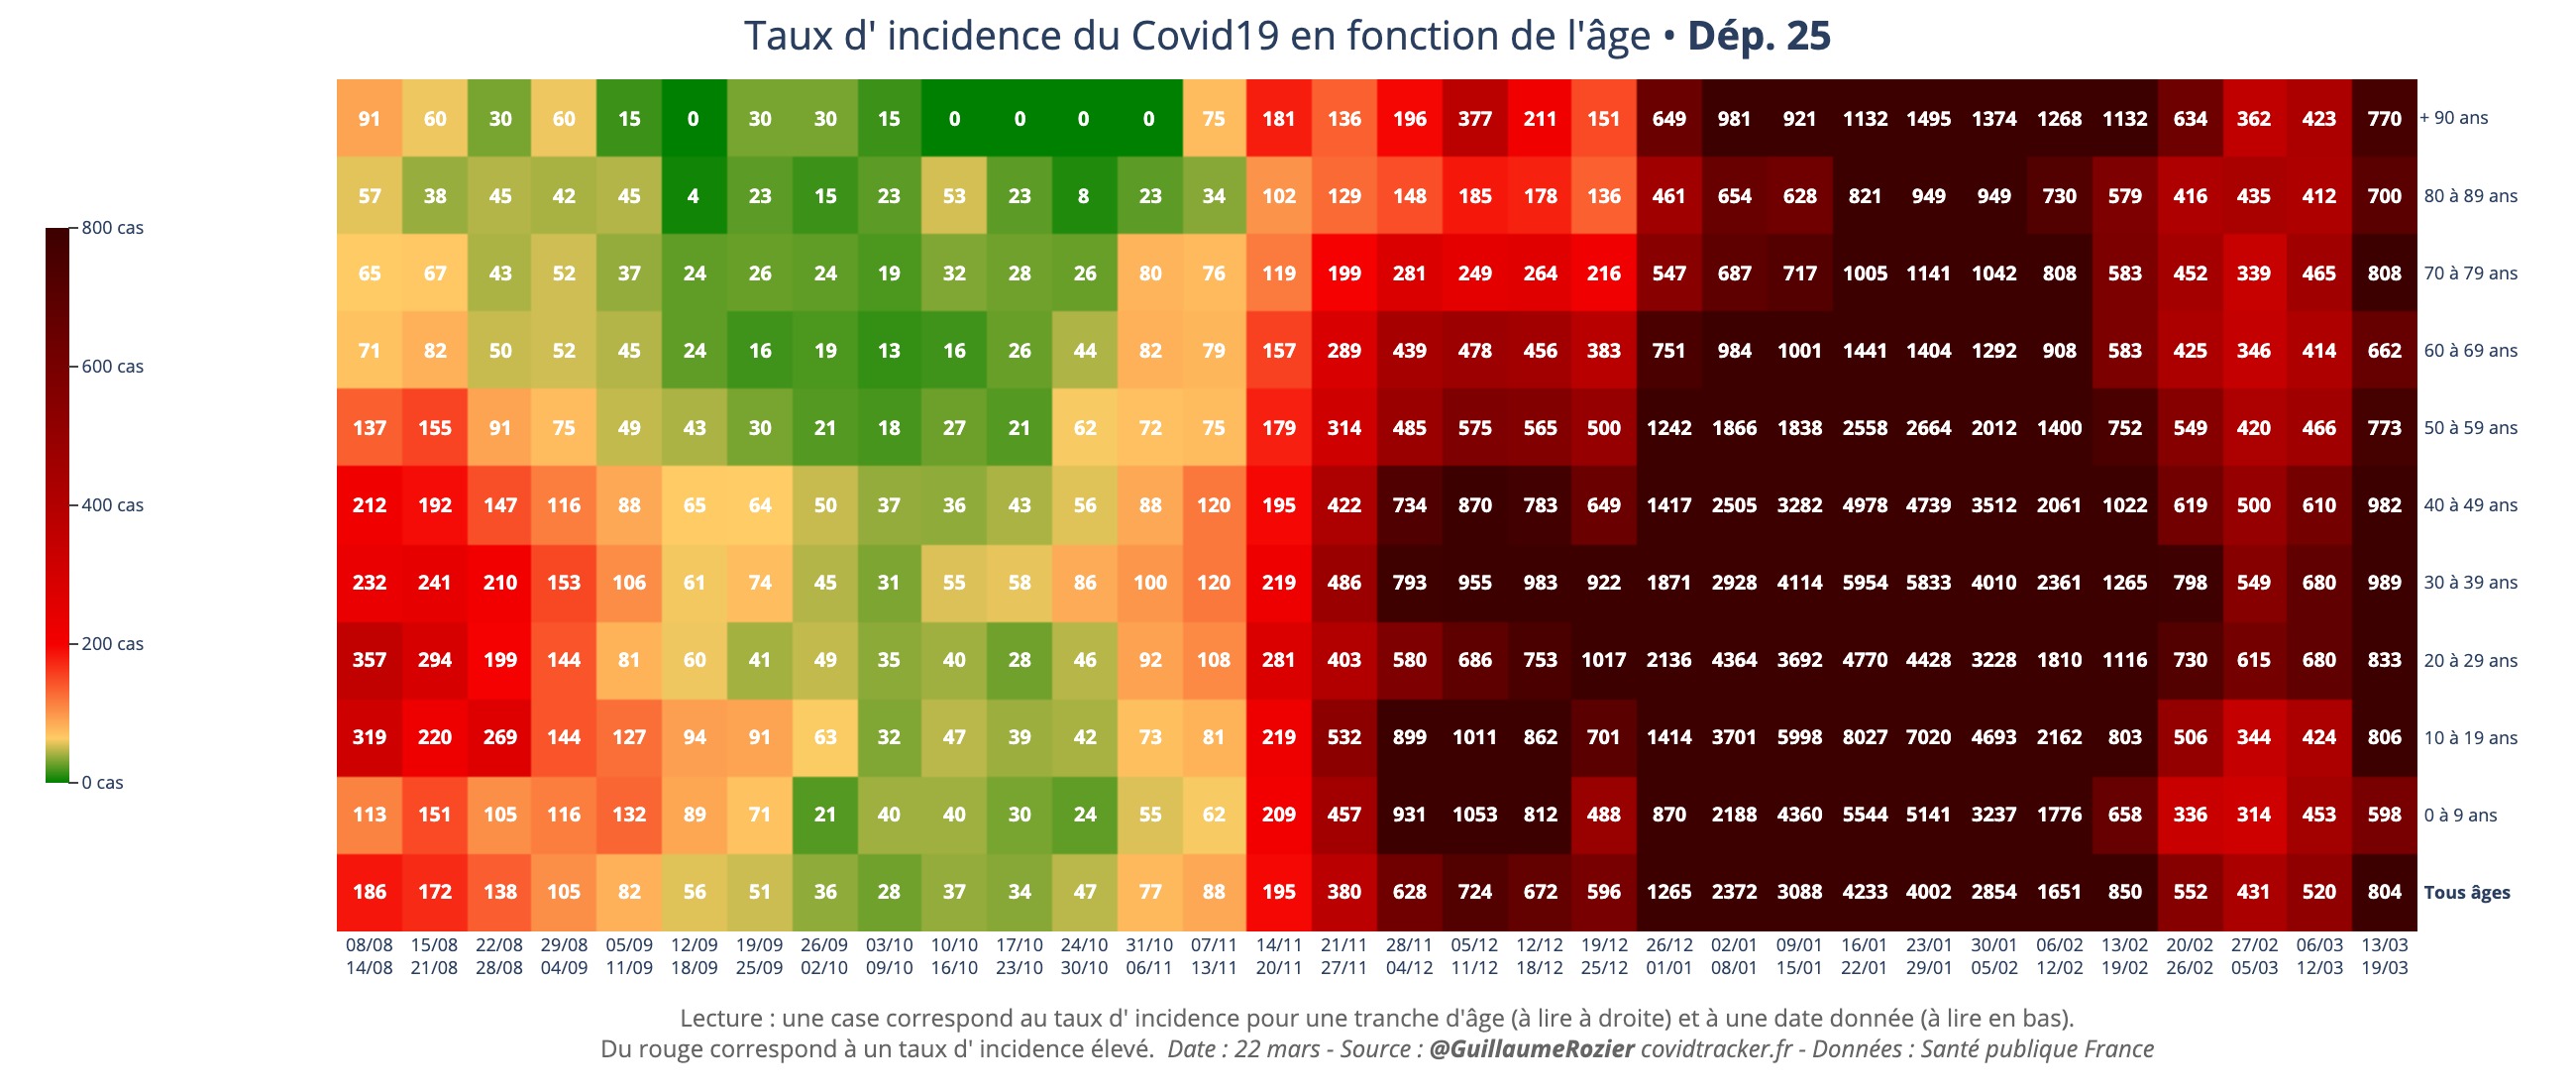 Taux d' incidence du Covid19 en fonction de l'âge • Dép. 25
800 cas
600 cas
400 cas
200 cas
0 cas
91 60 30 60 15 0 30 30 15 0 0 0 0 75 181 136 196 377 211 151 649 981 921 1132 1495 1374 1268 1132 634 362 423 770 + 90 ans
57 38 45 42 45 4 23 15 23 53 23 8 23 34 102 129 148 185 178 136 461 654 628 821 949 949 730 579 416 435 412 700 80 à 89 ans
65 67 43 52 37 24 26 24 19 32 28 26 80 76 119 199 281 249 264 216 547 687 717 1005 1141 1042 808 583 452 339 465 808 70 à 79 ans
71 82 50 52 45 24 16 19 13 16 26 44 82 79 157 289 439 478 456 383 751 984 1001 1441 1404 1292 908 583 425 346 414 662 60 à 69 ans
137 155 91 75 49 43 30 21 18 27 21 62 72 75 179 314 485 575 565 500 1242 1866 1838 2558 2664 2012 1400 752 549 420 466 773 50 à 59 ans
212 192 147 116 88 65 64 50 37 36 43 56 88 120 195 422 734 870 783 649 1417 2505 3282 4978 4739 3512 2061 1022 619 500 610 982 40 à 49 ans
232 241 210 153 106 61 74 45 31 55 58 86 100 120 219 486 793 955 983 922 1871 2928 4114 5954 5833 4010 2361 1265 798 549 680 989 30 à 39 ans
357 294 199 144 81 60 41 49 35 40 28 46 92 108 281 403 580 686 753 1017 2136 4364 3692 4770 4428 3228 1810 1116 730 615 680 833 20 à 29 ans
319 220 269 144 127 94 91 63 32 47 39 42 73 81 219 532 899 1011 862 701 1414 3701 5998 8027 7020 4693 2162 803 506 344 424 806 10 à 19 ans
113 151 105 116 132 89 71 21 40 40 30 24 55 62 209 457 931 1053 812 488 870 2188 4360 5544 5141 3237 1776 658 336 314 453 598 0 à 9 ans
186 172 138 105 82 56 51 36 28 37 34 47 77 88 195 380 628 724 672 596 1265 2372 3088 4233 4002 2854 1651 850 552 431 520 804 Tous âges
08/08 15/08 22/08 29/08 05/09 12/09 19/09 26/09 03/10 10/10 17/10 24/10 31/10 07/11 14/11 21/11 28/11 05/12 12/12 19/12 26/12 02/01 09/01 16/01 23/01 30/01 06/02 13/02 20/02 27/02 06/03 13/03
14/08 21/08 28/08 04/09 11/09 18/09 25/09 02/10 09/10 16/10 23/10 30/10 06/11 13/11 20/11 27/11 04/12 11/12 18/12 25/12 01/01 08/01 15/01 22/01 29/01 05/02 12/02 19/02 26/02 05/03 12/03 19/03
Lecture : une case correspond au taux d' incidence pour une tranche d'âge (à lire à droite) et à une date donnée (à lire en bas).
Du rouge correspond à un taux d' incidence élevé. Date : 22 mars - Source : @GuillaumeRozier covidtracker.fr - Données : Santé publique France